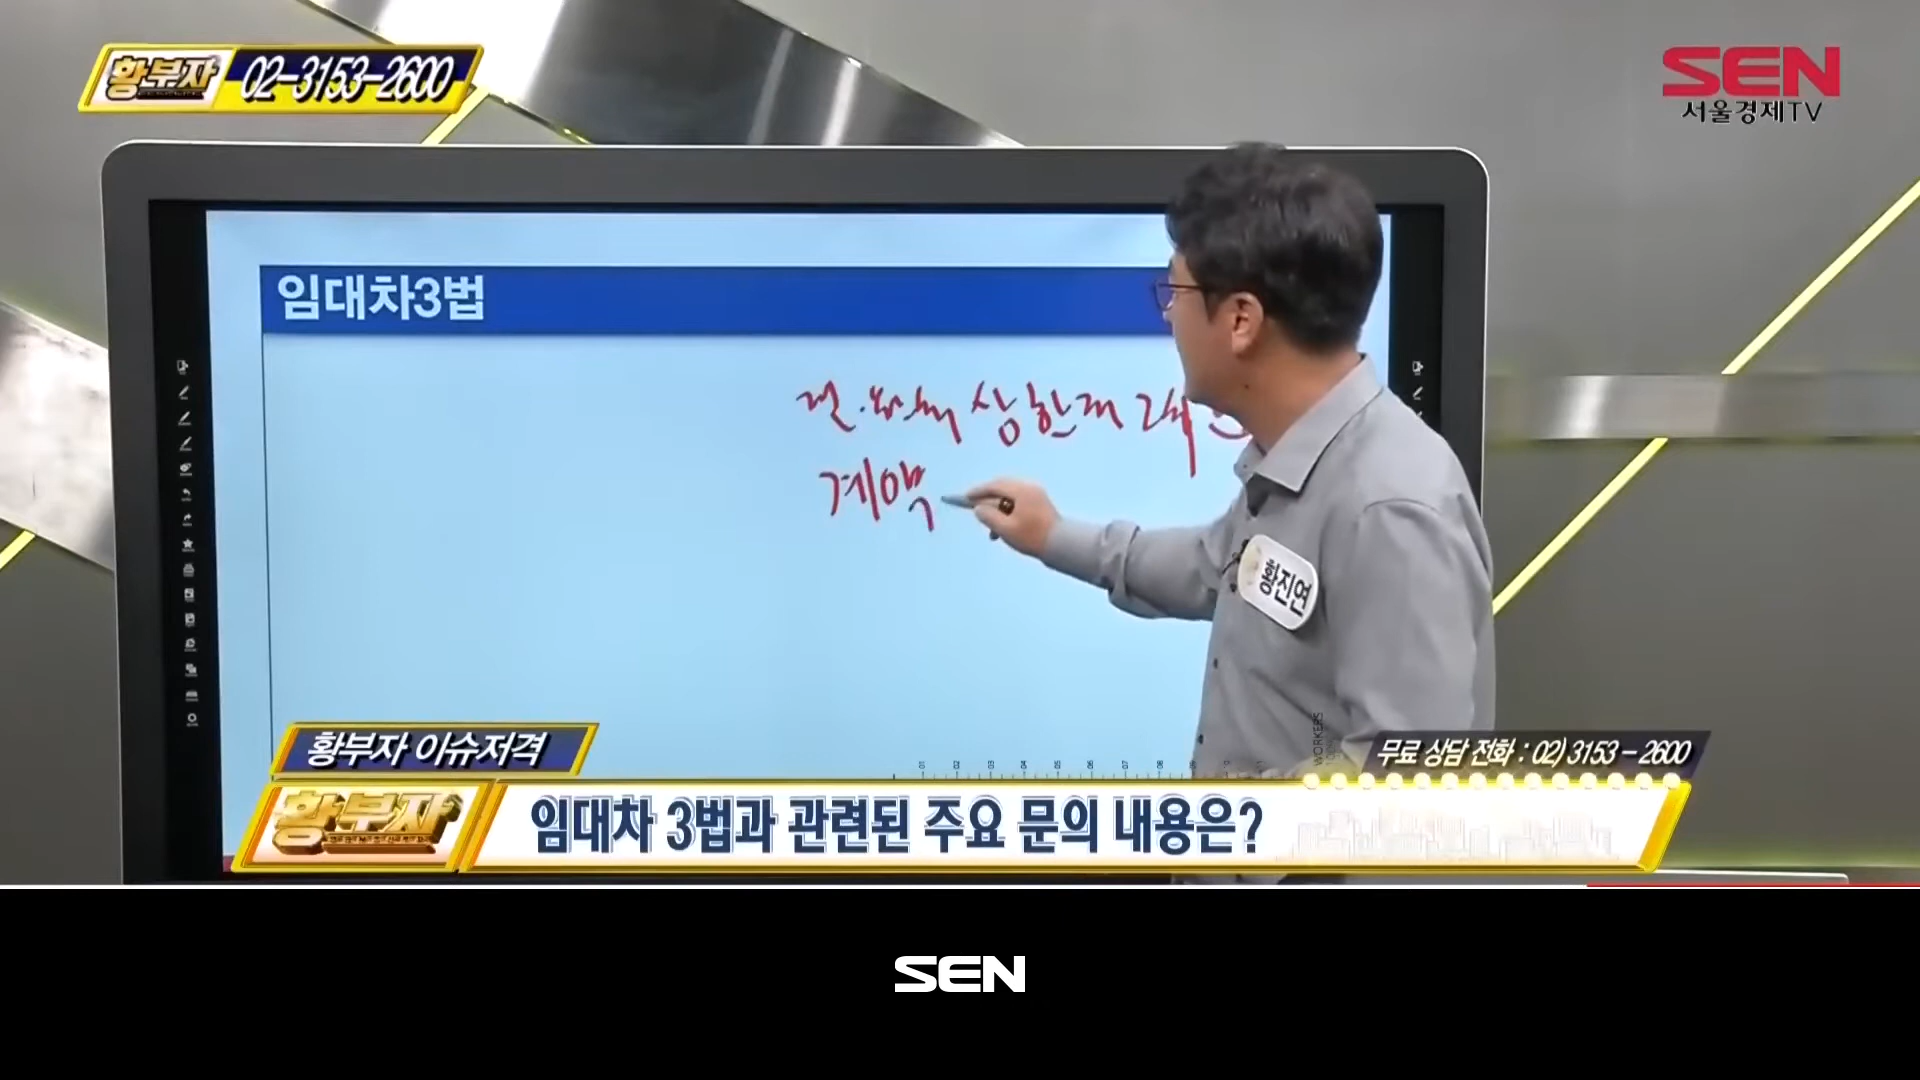 황부자 02-3153-2600
SEN
서울경제TV
임대차3법
상한
계약
황진연
황부자 이슈저격
무료 상담 전화 : 02) 3153-2600
황부자
임대차 3법과 관련된 주요 문의 내용은?
SEN